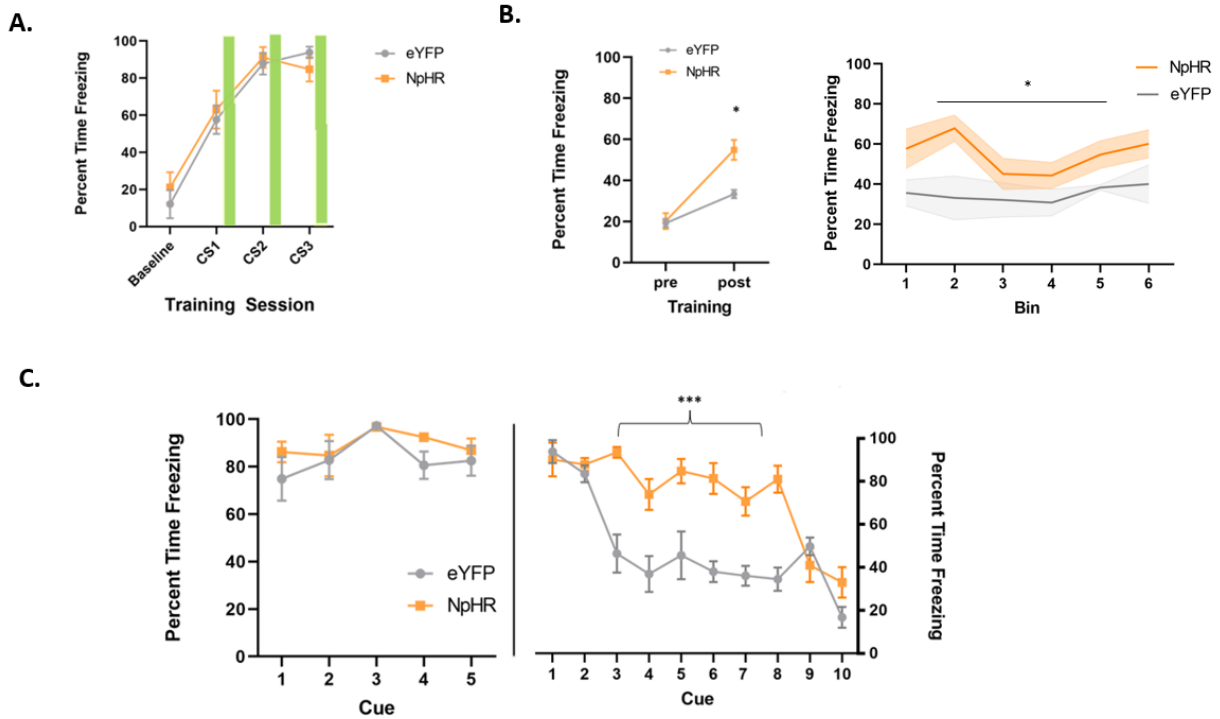 A.
Percent Time Freezing
100
80
60
40
20
0
Baseline
CS1
CS2
CS3
Training Session
eYFP
NpHR
B.
Percent Time Freezing
100
80
60
40
20
0
pre
post
Training
eYFP
NpHR
*
Percent Time Freezing
100
80
60
40
20
0
1 2 3 4 5 6
Bin
*
NpHR
eYFP
C.
Percent Time Freezing
100
80
60
40
20
0
1 2 3 4 5
Cue
eYFP
NpHR
***
1 2 3 4 5 6 7 8 9 10
Cue
100
80
60
40
20
0
Percent Time Freezing